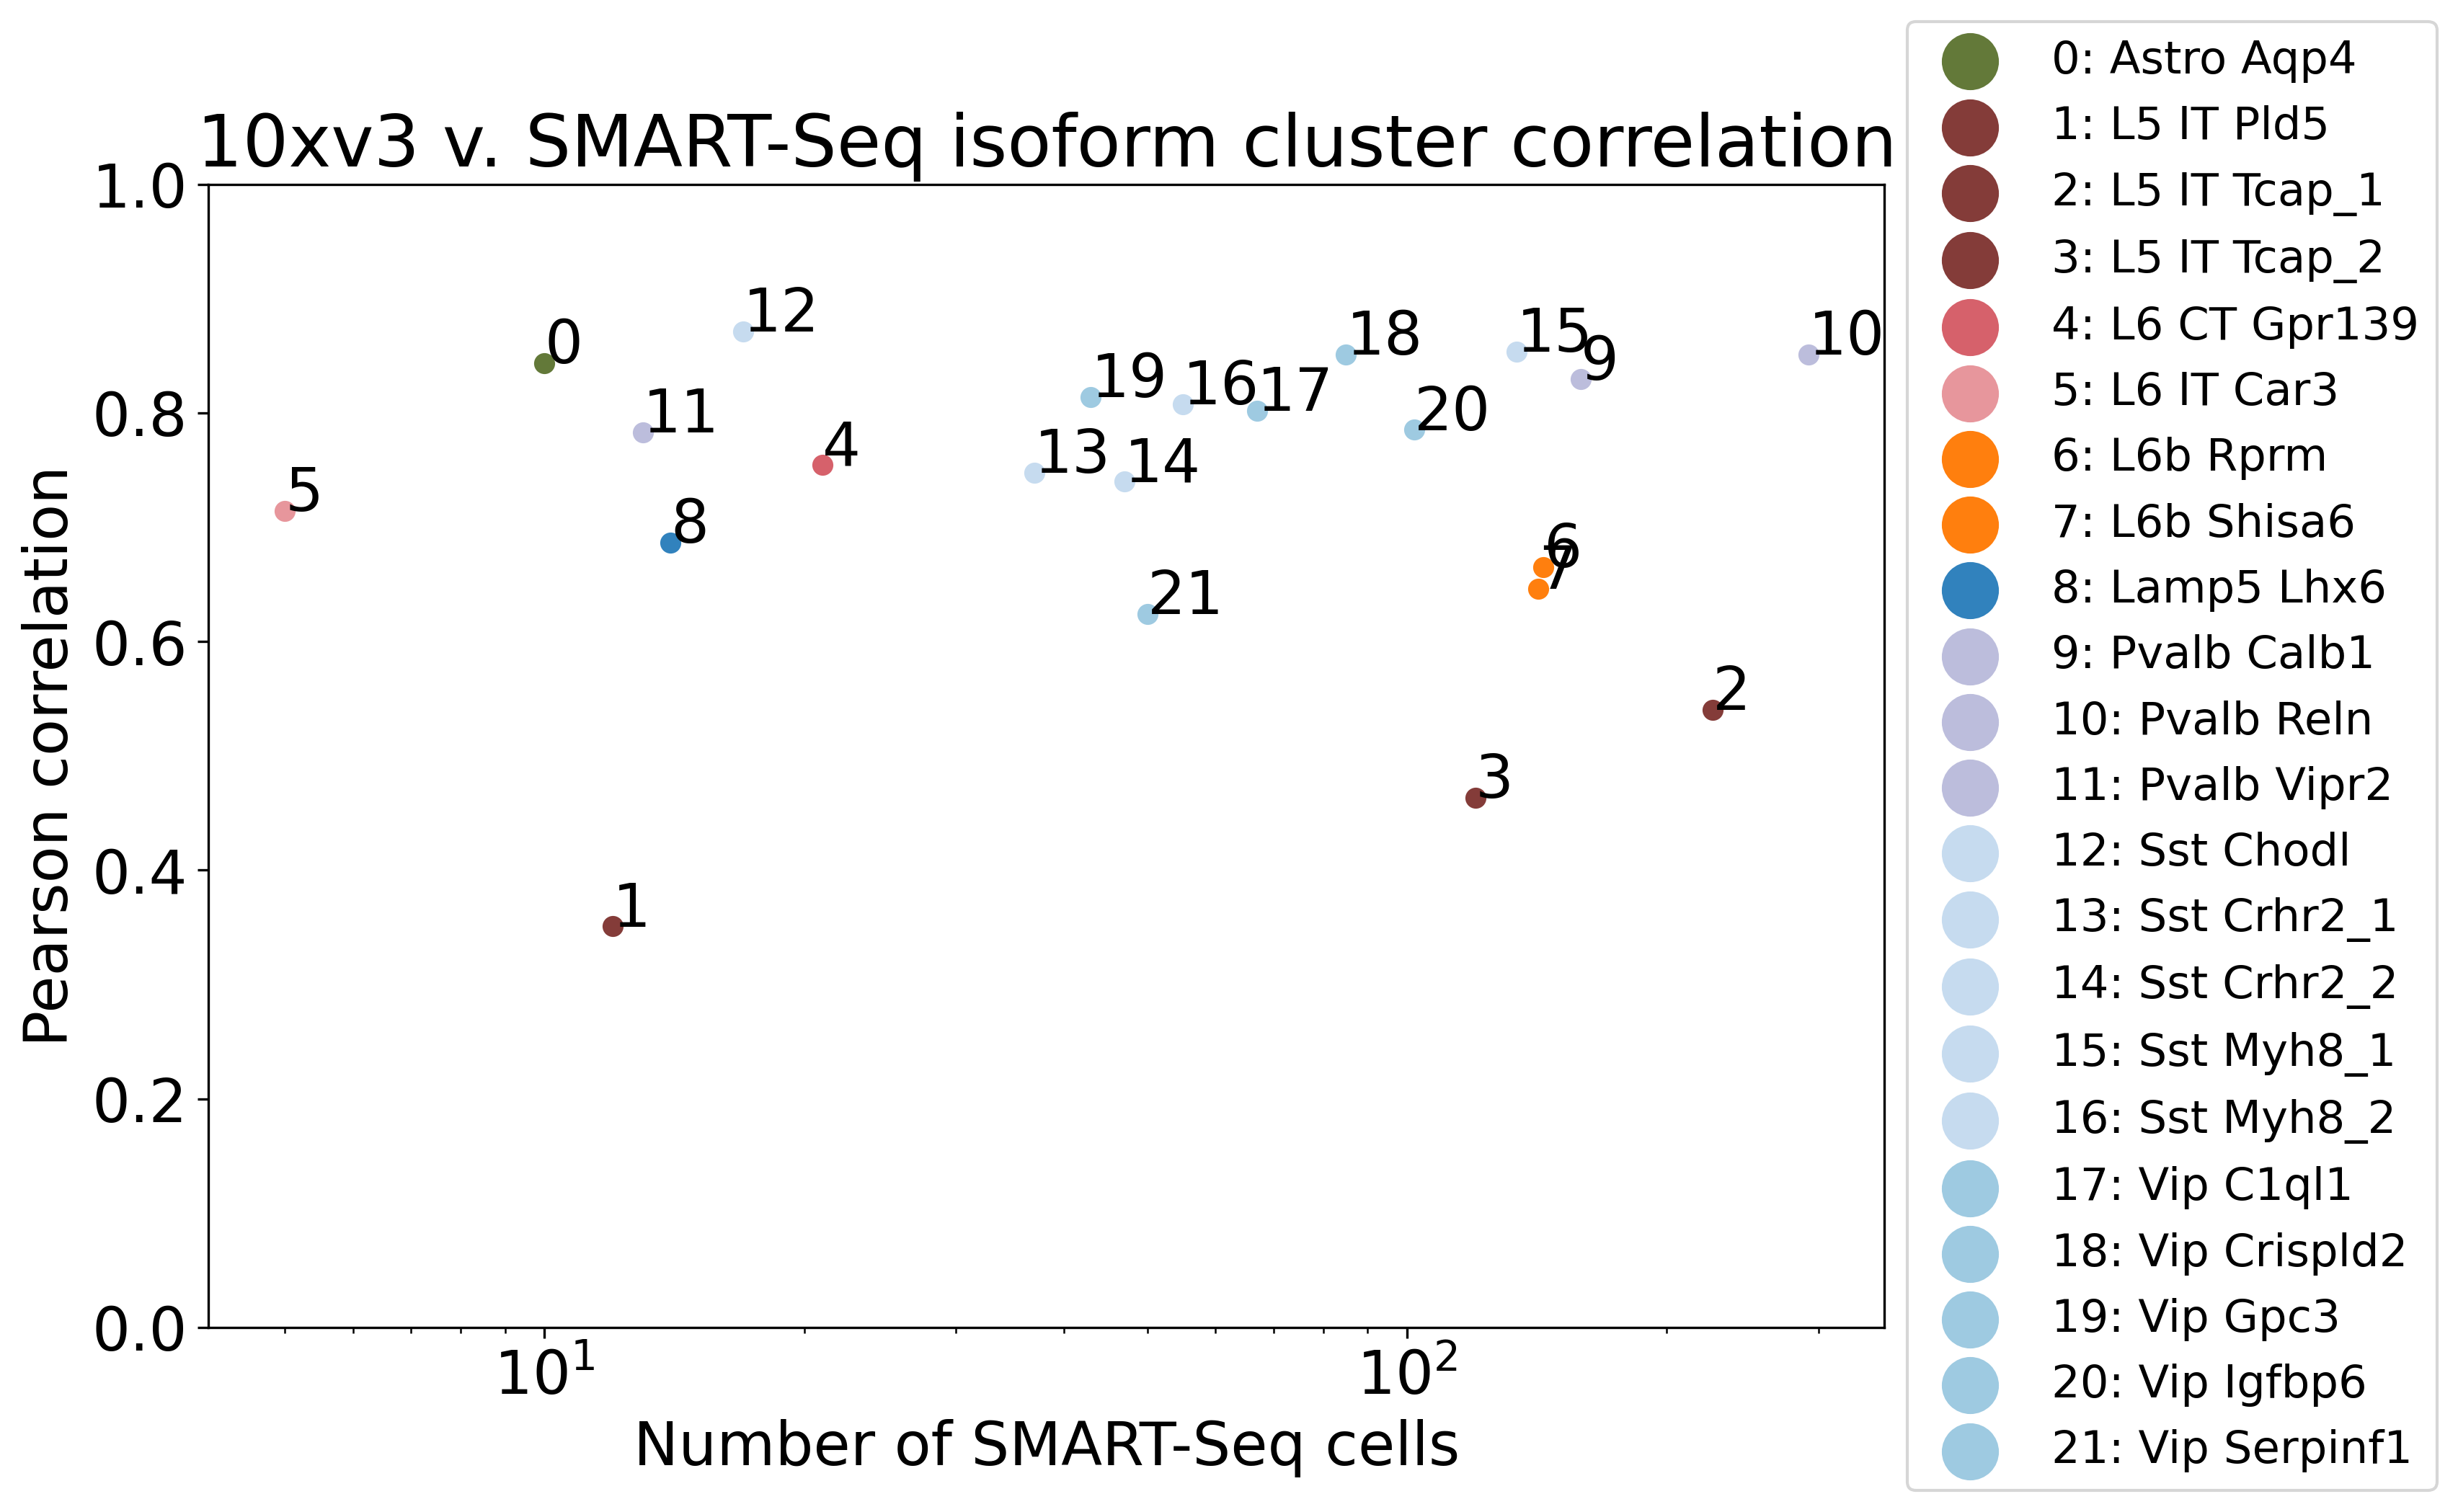 10xv3 v. SMART-Seq isoform cluster correlation
Pearson correlation
1.0
0.8
0.6
0.4
0.2
0.0
12
0
18
15
10
9
19
16
17
11
20
4
13
14
5
8
6
7
21
2
3
1
10¹
10²
Number of SMART-Seq cells
0: Astro Aqp4
1: L5 IT Pld5
2: L5 IT Tcap_1
3: L5 IT Tcap_2
4: L6 CT Gpr139
5: L6 IT Car3
6: L6b Rprm
7: L6b Shisa6
8: Lamp5 Lhx6
9: Pvalb Calb1
10: Pvalb Reln
11: Pvalb Vipr2
12: Sst Chodl
13: Sst Crhr2_1
14: Sst Crhr2_2
15: Sst Myh8_1
16: Sst Myh8_2
17: Vip C1ql1
18: Vip Crispld2
19: Vip Gpc3
20: Vip Igfbp6
21: Vip Serpinf1